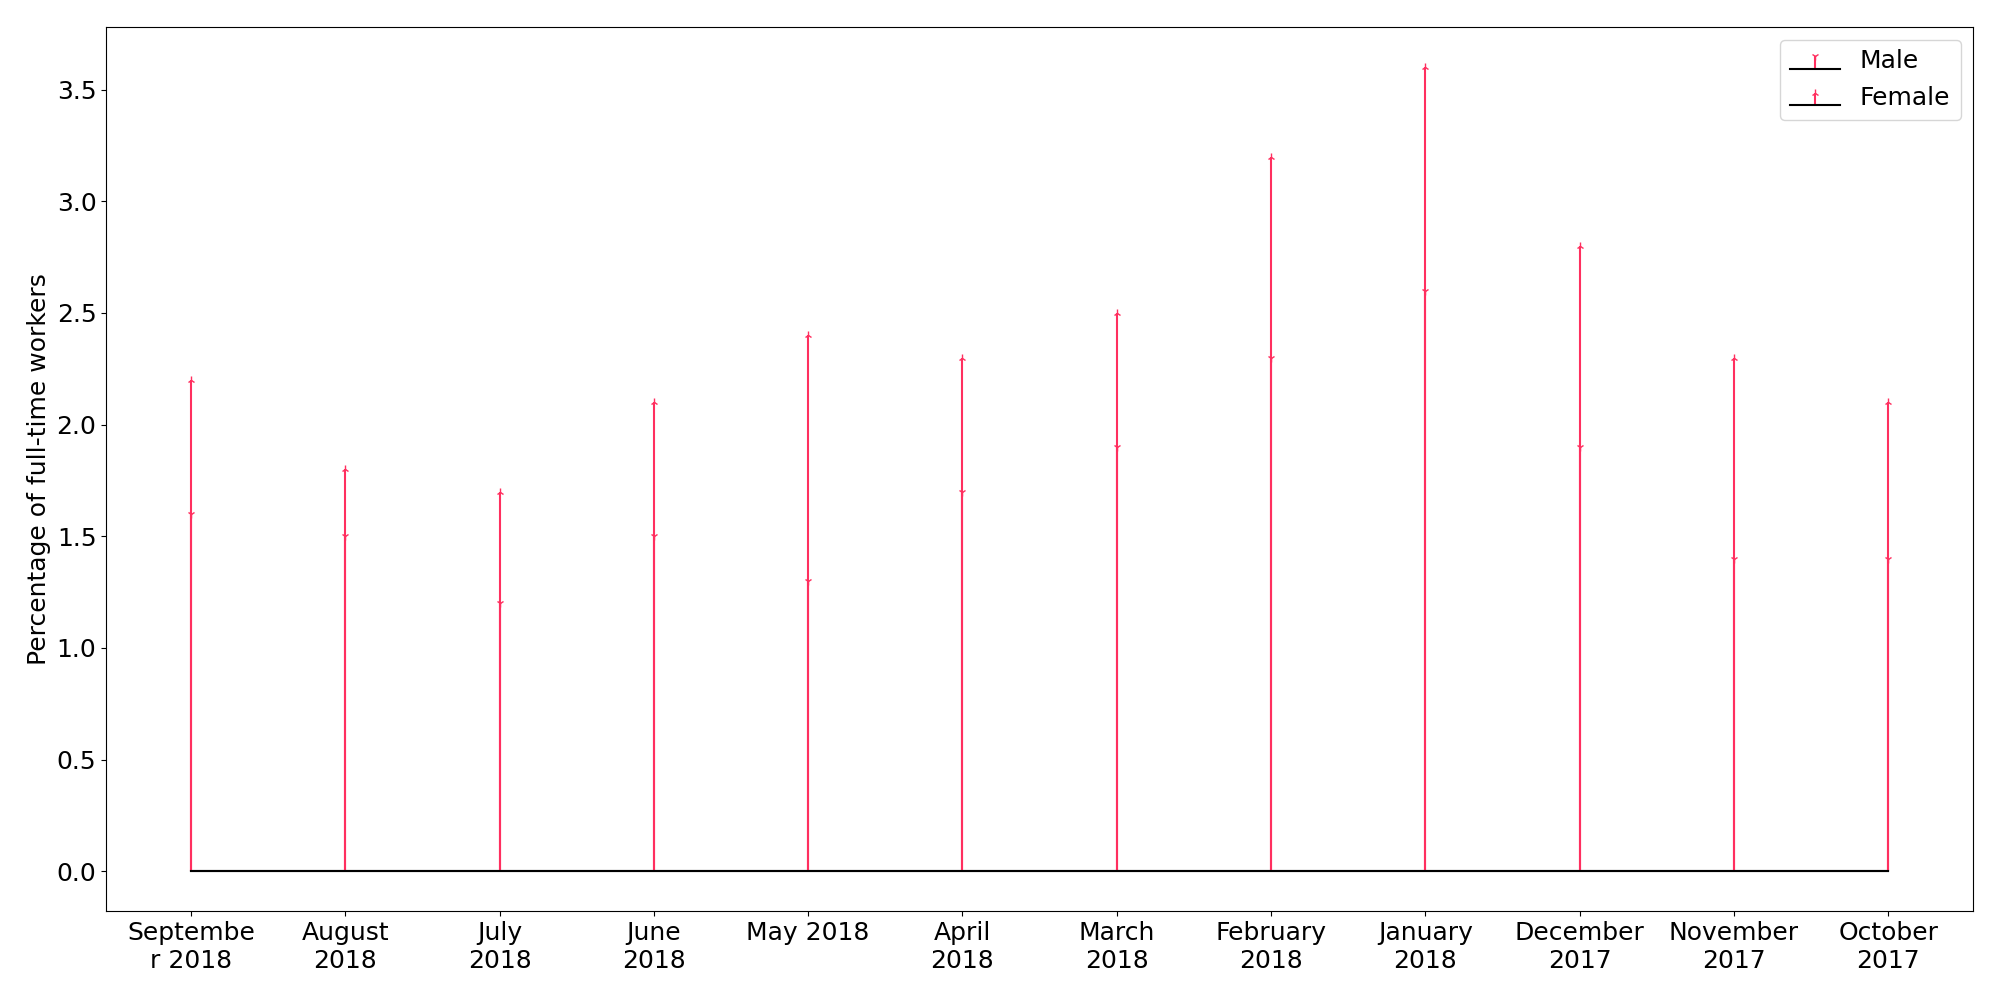 Male
Female
Percentage of full-time workers
3.5
3.0
2.5
2.0
1.5
1.0
0.5
0.0
Septembe
r 2018
August
2018
July
2018
June
2018
May 2018
April
2018
March
2018
February
2018
January
2018
December
2017
November
2017
October
2017